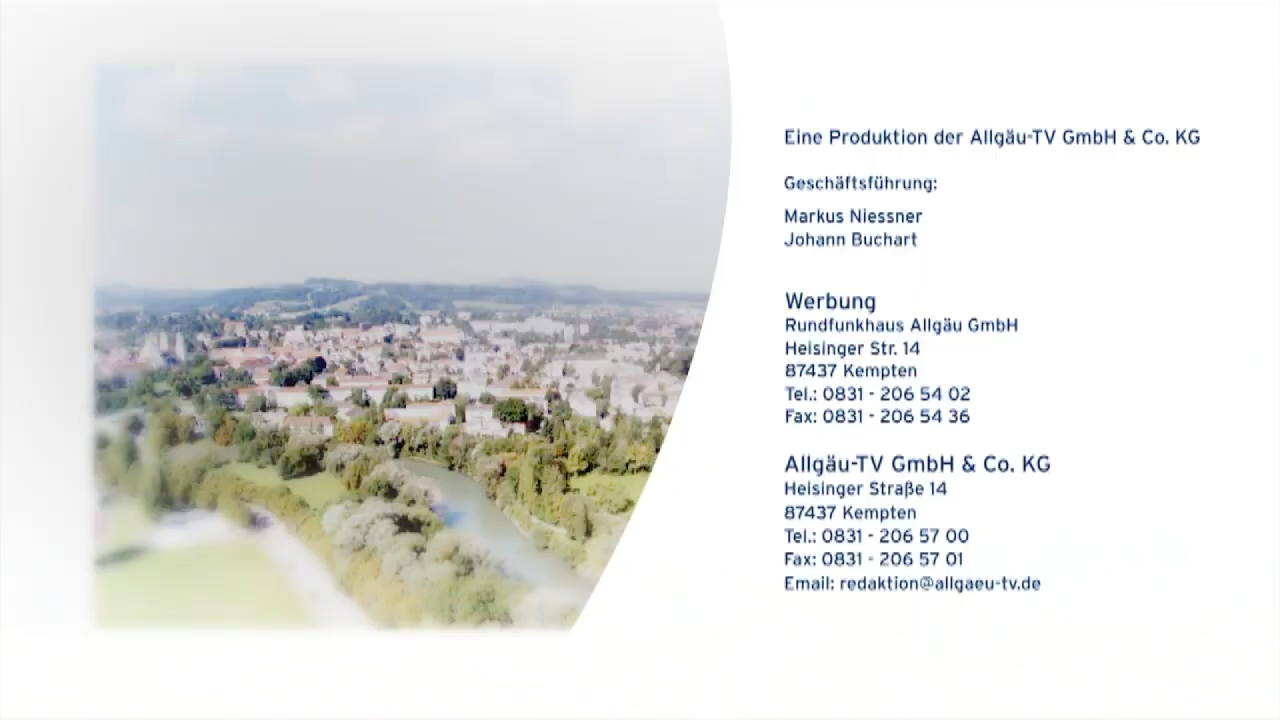 Eine Produktion der Allgäu-TV GmbH & Co. KG
Geschäftsführung:
Markus Niessner
Johann Buchart
Werbung
Rundfunkhaus Allgäu GmbH
Heisinger Str. 14
87437 Kempten
Tel.: 0831 - 206 54 02
Fax: 0831 - 206 54 36
Allgäu-TV GmbH & Co. KG
Heisinger Straße 14
87437 Kempten
Tel.: 0831 - 206 57 00
Fax: 0831 - 206 57 01
Email: redaktion@allgaeu-tv.de